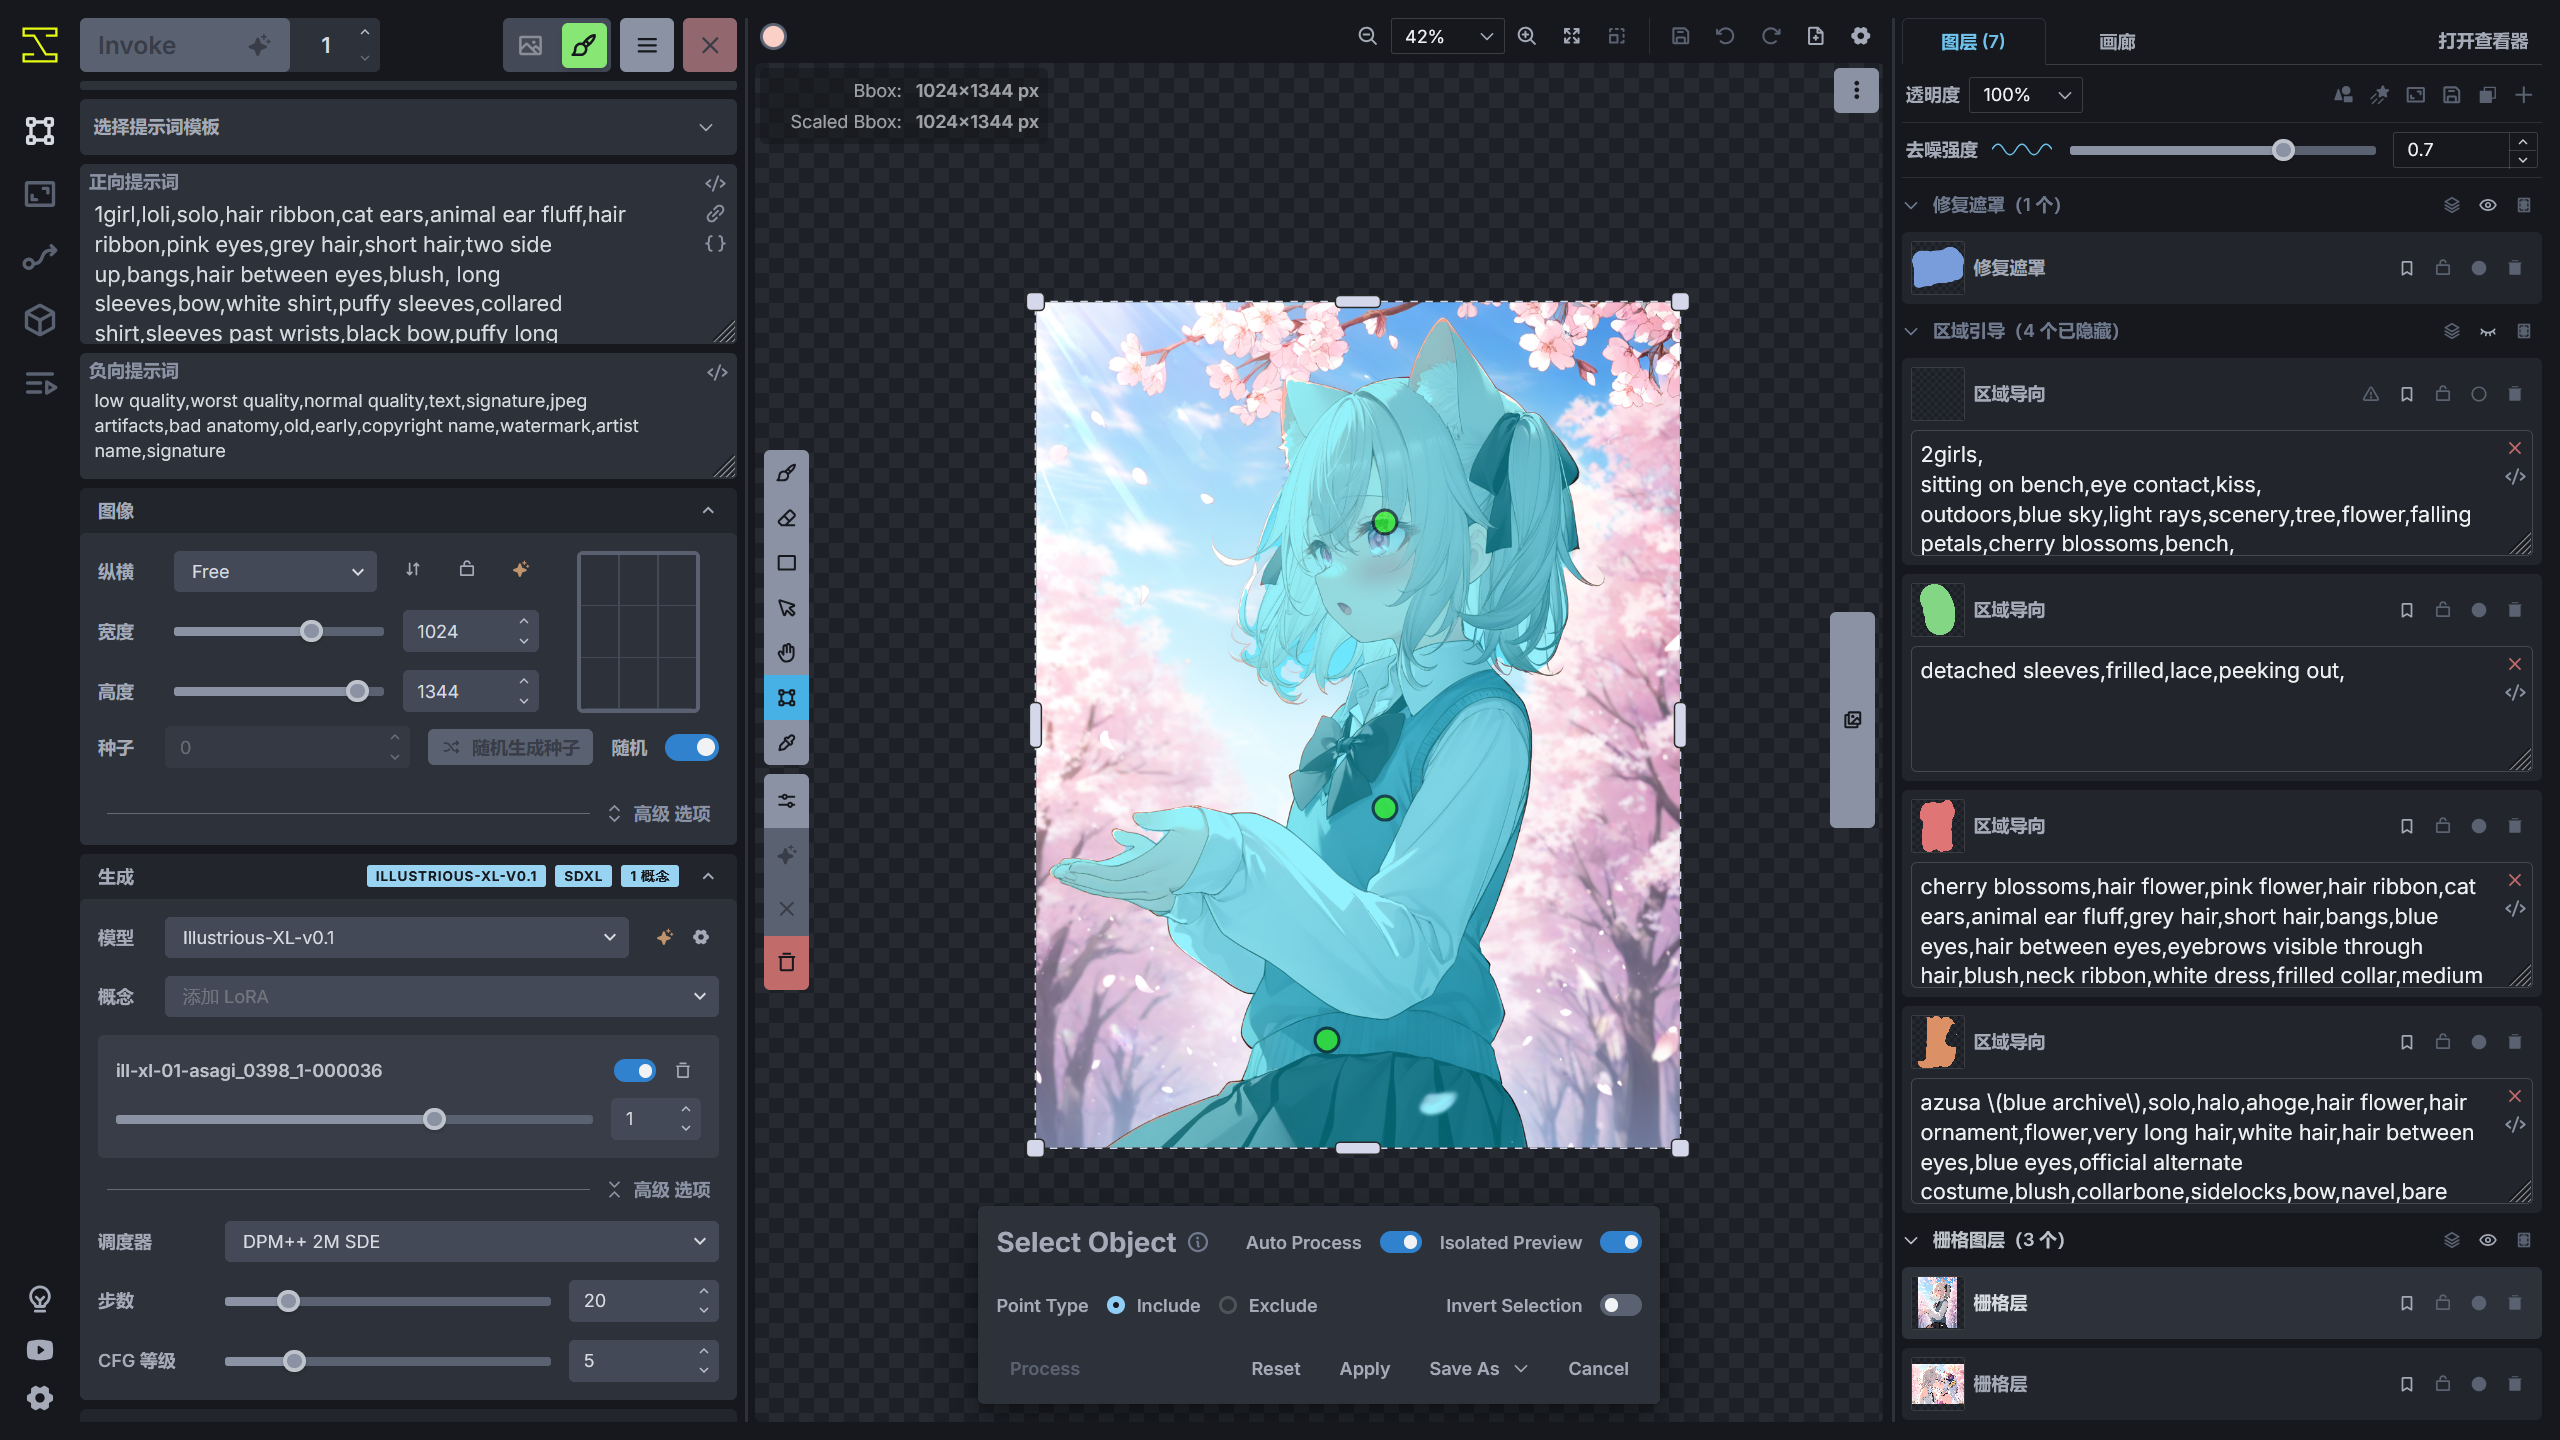 Invoke
1
选择提示词模板
正向提示词
1girl,loli,solo,hair ribbon,cat ears,animal ear fluff,hair
ribbon,pink eyes,grey hair,short hair,two side
up,bangs,hair between eyes,blush, long
sleeves,bow,white shirt,puffy sleeves,collared
shirt,sleeves past wrists,black bow,puffy long
负向提示词
low quality,worst quality,normal quality,text,signature,jpeg
artifacts,bad anatomy,old,early,copyright name,watermark,artist
name,signature
图像
纵横
Free
宽度
1024
高度
1344
种子
0
随机生成种子
随机
高级 选项
生成
ILLUSTRIOUS-XL-V0.1
SDXL
1 概念
模型
Illustrious-XL-v0.1
概念
添加 LoRA
ill-xl-01-asagi_0398_1-000036
1
高级 选项
调度器
DPM++ 2M SDE
步数
20
CFG 等级
5
42%
Bbox: 1024×1344 px
Scaled Bbox: 1024×1344 px
Select Object
Auto Process
Isolated Preview
Point Type
Include
Exclude
Invert Selection
Process
Reset
Apply
Save As
Cancel
图层 (7)
画廊
打开查看器
透明度
100%
去噪强度
0.7
修复遮罩（1 个）
修复遮罩
区域引导（4 个已隐藏）
区域导向
2girls,
sitting on bench,eye contact,kiss,
outdoors,blue sky,light rays,scenery,tree,flower,falling
petals,cherry blossoms,bench,
区域导向
detached sleeves,frilled,lace,peeking out,
区域导向
cherry blossoms,hair flower,pink flower,hair ribbon,cat
ears,animal ear fluff,grey hair,short hair,bangs,blue
eyes,hair between eyes,eyebrows visible through
hair,blush,neck ribbon,white dress,frilled collar,medium
区域导向
azusa \(blue archive\),solo,halo,ahoge,hair flower,hair
ornament,flower,very long hair,white hair,hair between
eyes,blue eyes,official alternate
costume,blush,collarbone,sidelocks,bow,navel,bare
栅格图层（3 个）
栅格层
栅格层